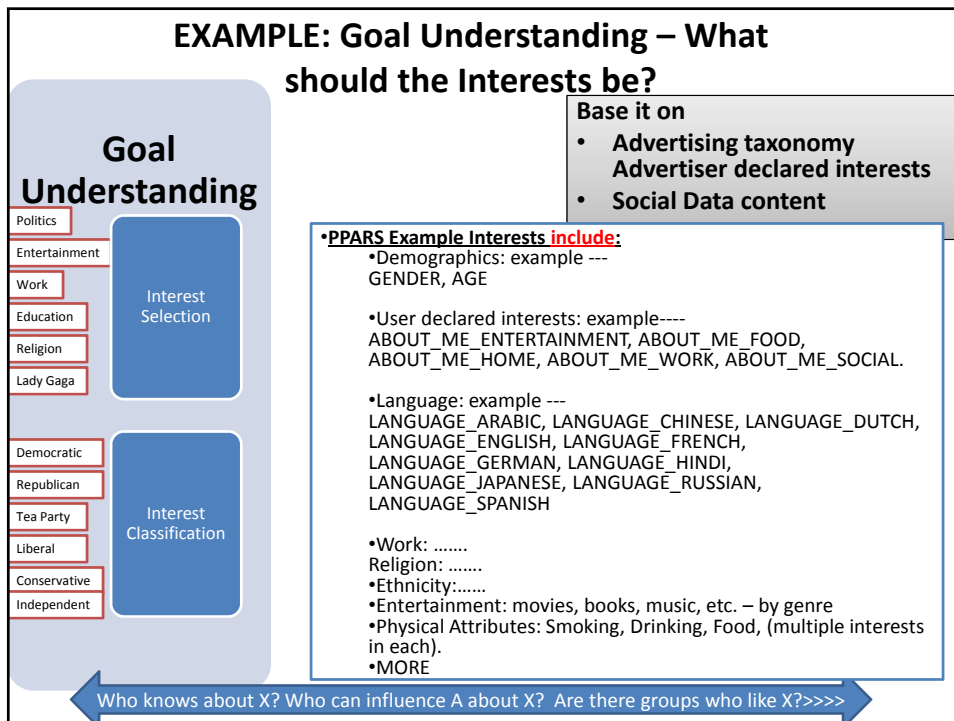 EXAMPLE: Goal Understanding – What
should the Interests be?
Base it on
• Advertising taxonomy
Advertiser declared interests
• Social Data content
Goal
Understanding
Politics
Entertainment
Work
Education
Religion
Lady Gaga
Interest
Selection
Democratic
Republican
Tea Party
Liberal
Conservative
Independent
Interest
Classification
•PPARS Example Interests include:
•Demographics: example ---
GENDER, AGE
•User declared interests: example----
ABOUT_ME_ENTERTAINMENT, ABOUT_ME_FOOD,
ABOUT_ME_HOME, ABOUT_ME_WORK, ABOUT_ME_SOCIAL.
•Language: example ---
LANGUAGE_ARABIC, LANGUAGE_CHINESE, LANGUAGE_DUTCH,
LANGUAGE_ENGLISH, LANGUAGE_FRENCH,
LANGUAGE_GERMAN, LANGUAGE_HINDI,
LANGUAGE_JAPANESE, LANGUAGE_RUSSIAN,
LANGUAGE_SPANISH
•Work: .......
Religion: .......
•Ethnicity:......
•Entertainment: movies, books, music, etc. – by genre
•Physical Attributes: Smoking, Drinking, Food, (multiple interests
in each).
•MORE
Who knows about X? Who can influence A about X? Are there groups who like X?>>>>